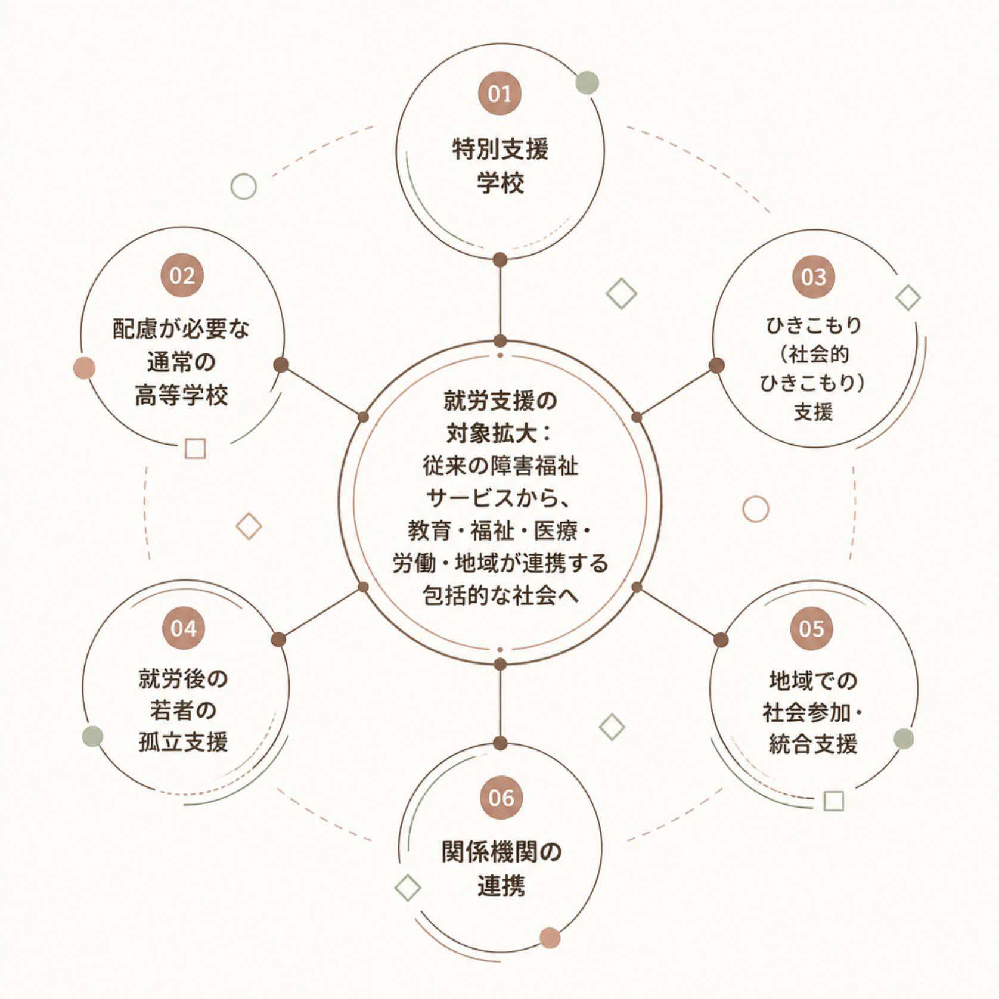 01
特別支援
学校
02
配慮が必要な
通常の
高等学校
03
ひきこもり
（社会的
ひきこもり）
支援
就労支援の
対象拡大：
従来の障害福祉
サービスから、
教育・福祉・医療・
労働・地域が連携する
包括的な社会へ
04
就労後の
若者の
孤立支援
05
地域での
社会参加・
統合支援
06
関係機関の
連携